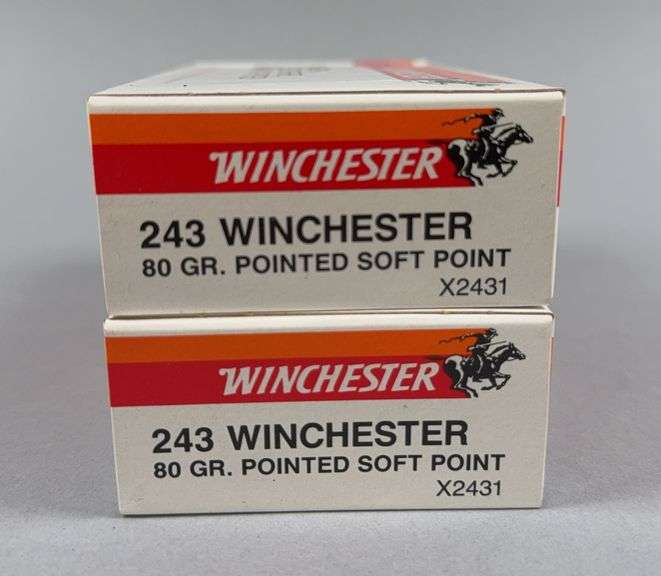 WINCHESTER
243 WINCHESTER
80 GR. POINTED SOFT POINT
X2431
WINCHESTER
243 WINCHESTER
80 GR. POINTED SOFT POINT
X2431